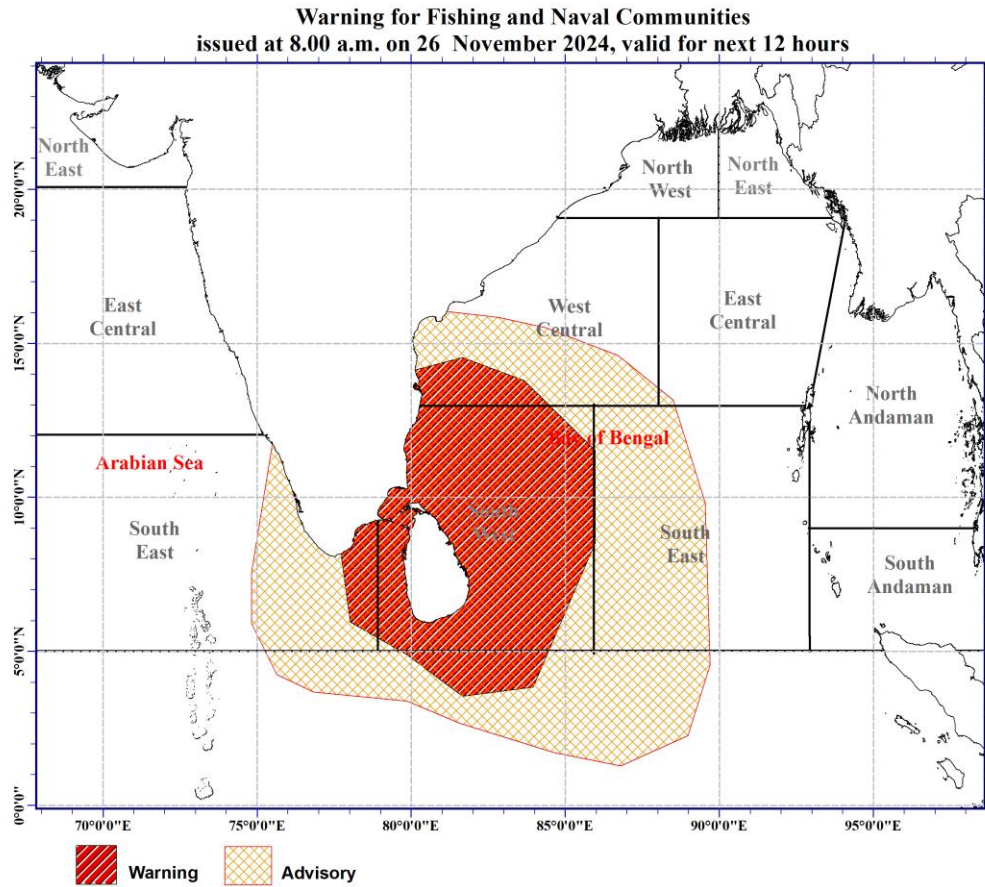 Warning for Fishing and Naval Communities
issued at 8.00 a.m. on 26 November 2024, valid for next 12 hours
North
East
North
West
North
East
20°0'0"N
East
Central
West
Central
East
Central
15°0'0"N
North
Andaman
of Bengal
Arabian Sea
10°0'0"N
South
East
South
West
South
East
South
Andaman
5°0'0"N
0°0'0"
70°0'0"E
75°0'0"E
80°0'0"E
85°0'0"E
90°0'0"E
95°0'0"E
Warning
Advisory